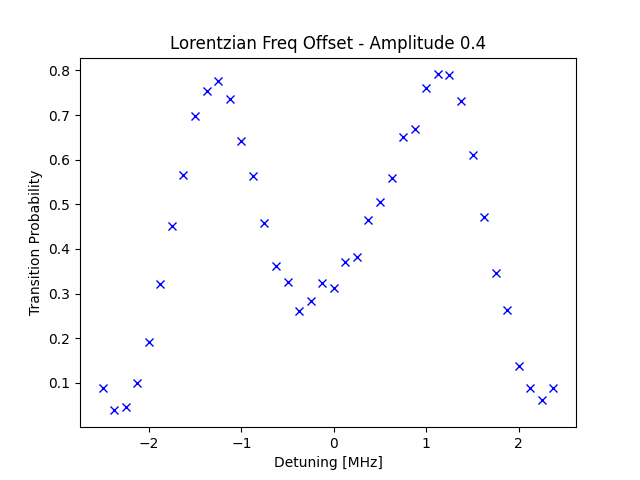 Lorentzian Freq Offset - Amplitude 0.4
Transition Probability
0.8
0.7
0.6
0.5
0.4
0.3
0.2
0.1
−2 −1 0 1 2
Detuning [MHz]